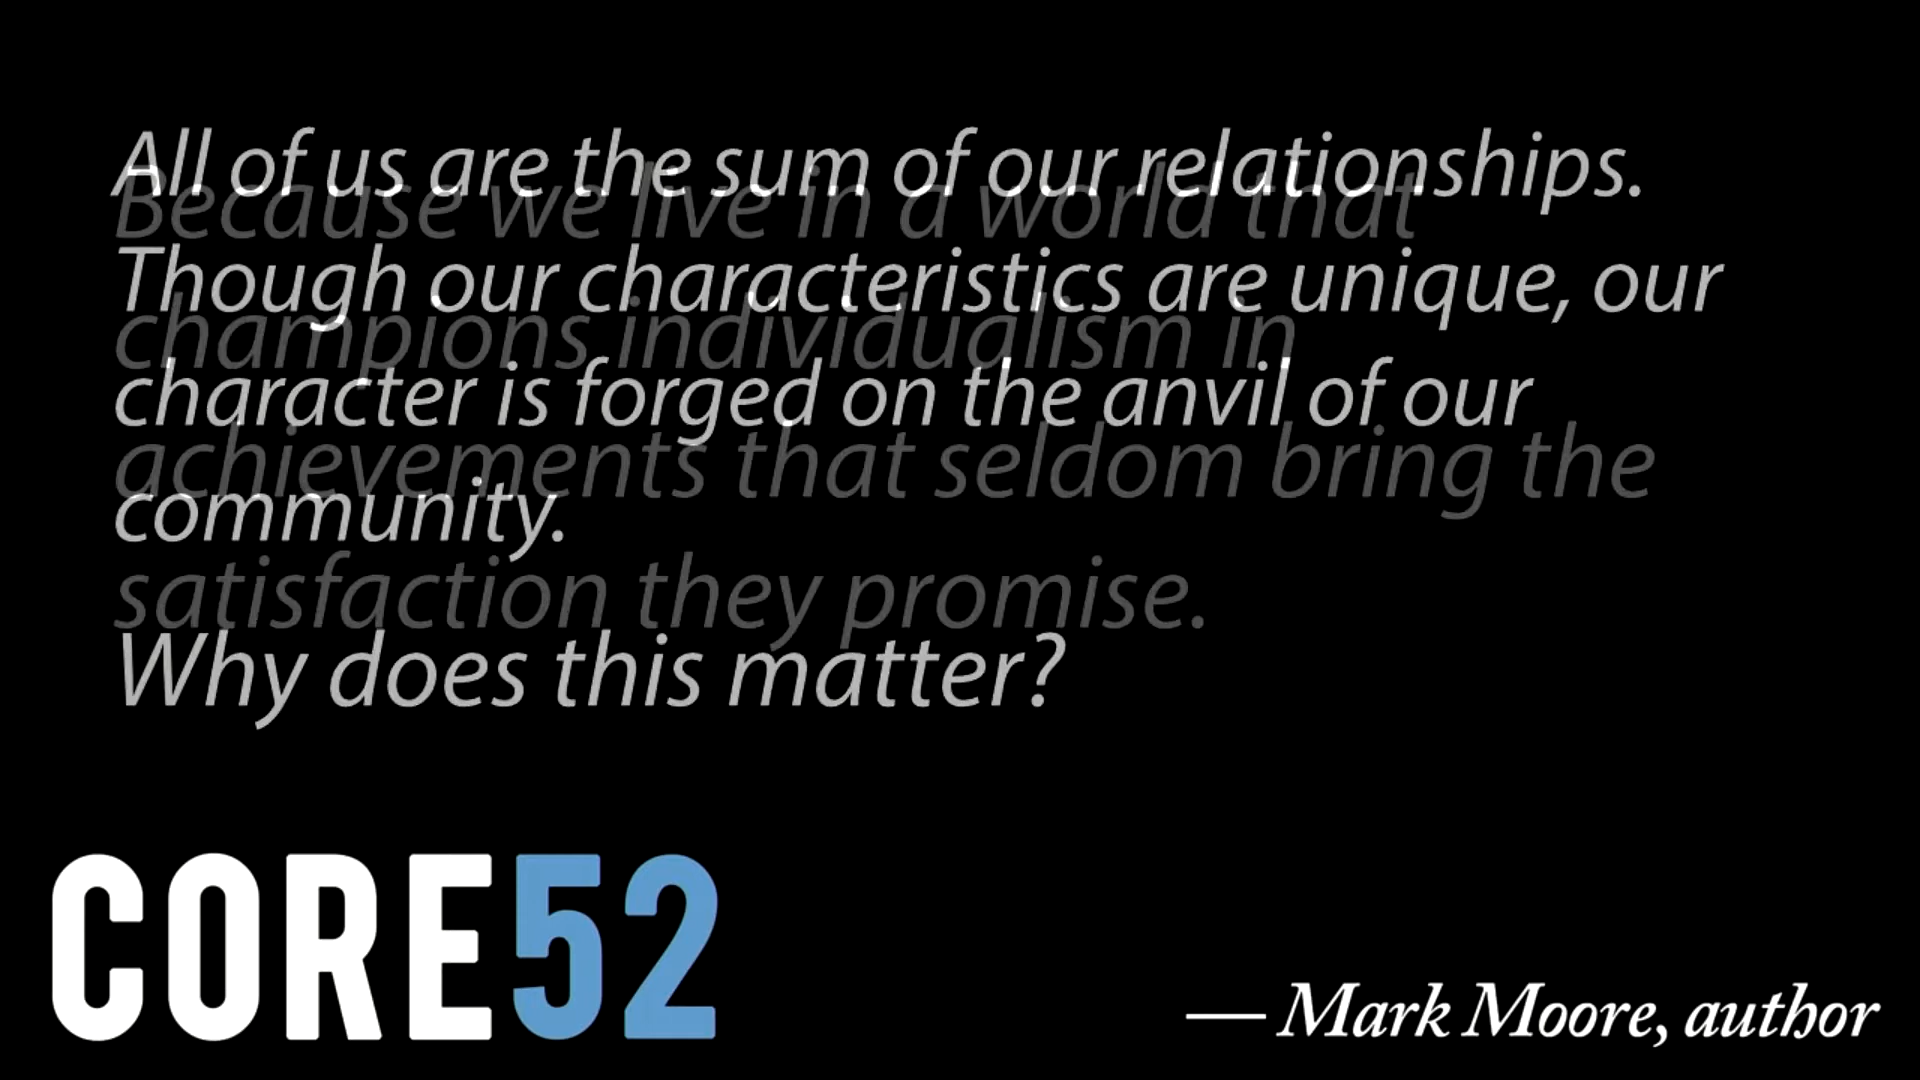 All of us are the sum of our relationships.
Though our characteristics are unique, our
character is forged on the anvil of our
community.
Why does this matter?
Because we live in a world that
champions individualism in
achievements that seldom bring the
satisfaction they promise.
CORE52
— Mark Moore, author